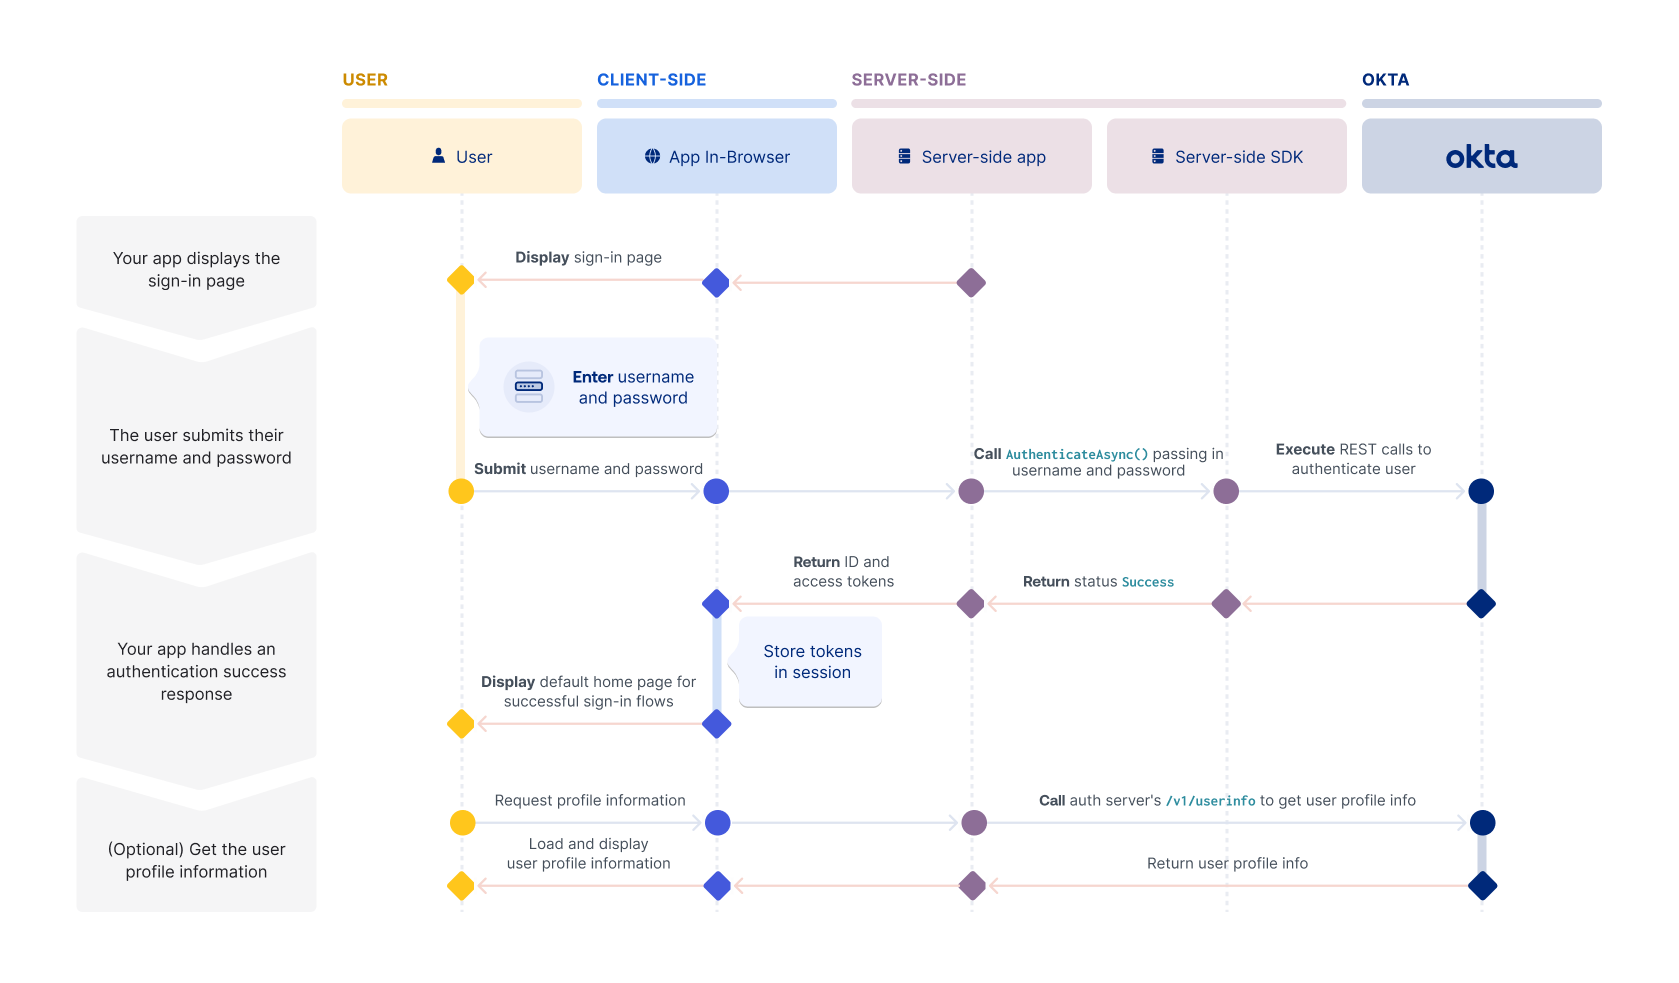 USER
CLIENT-SIDE
SERVER-SIDE
OKTA
User
App In-Browser
Server-side app
Server-side SDK
okta
Your app displays the
sign-in page
Display sign-in page
Enter username
and password
The user submits their
username and password
Submit username and password
Call AuthenticateAsync() passing in
username and password
Execute REST calls to
authenticate user
Your app handles an
authentication success
response
Return ID and
access tokens
Return status Success
Store tokens
in session
Display default home page for
successful sign-in flows
(Optional) Get the user
profile information
Request profile information
Call auth server's /v1/userinfo to get user profile info
Load and display
user profile information
Return user profile info